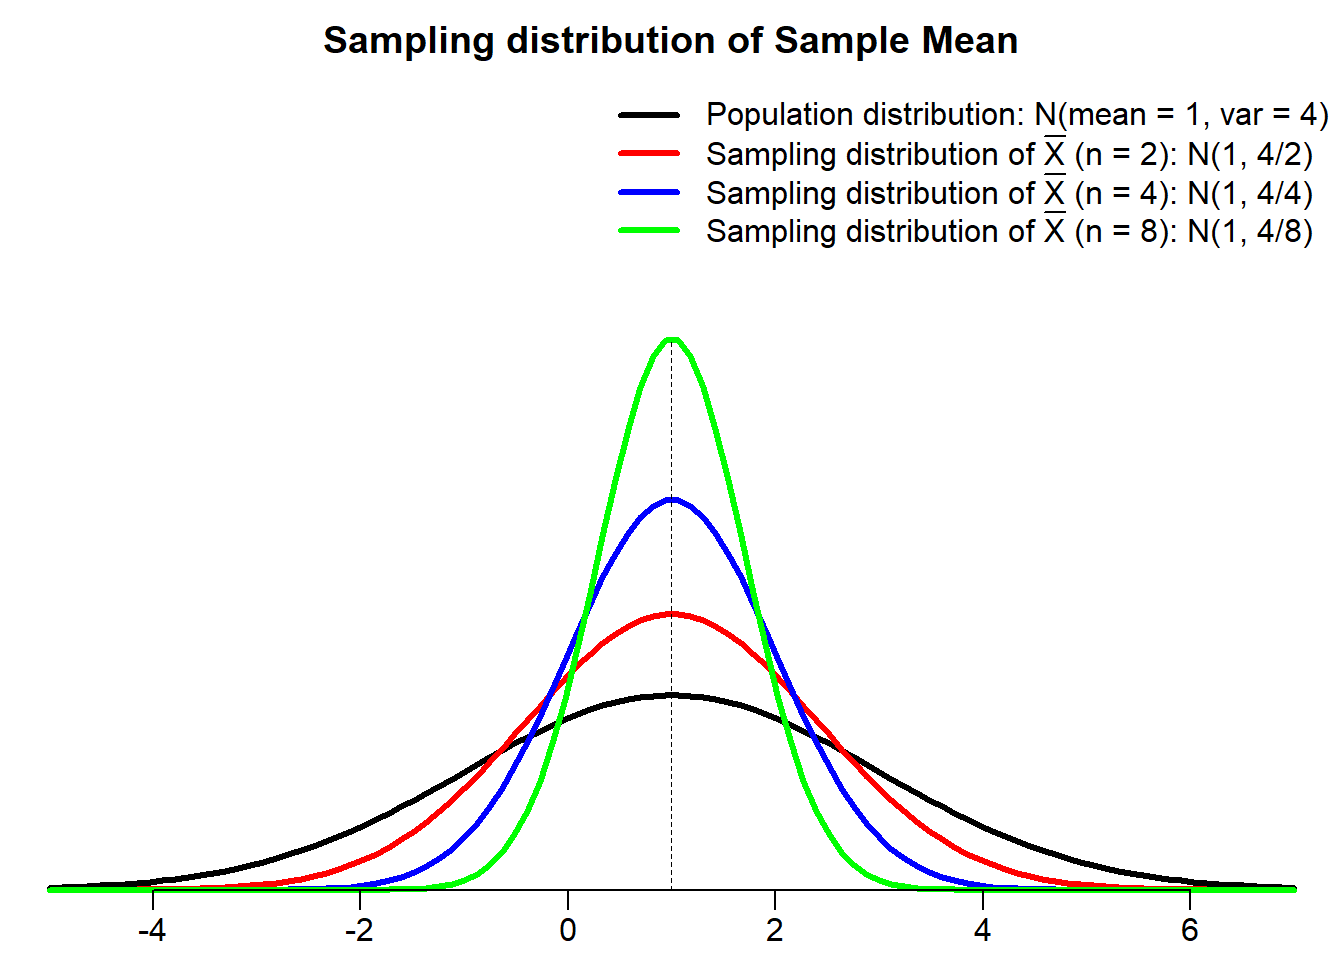 Sampling distribution of Sample Mean
Population distribution: N(mean = 1, var = 4)
Sampling distribution of X̅ (n = 2): N(1, 4/2)
Sampling distribution of X̅ (n = 4): N(1, 4/4)
Sampling distribution of X̅ (n = 8): N(1, 4/8)
-4 -2 0 2 4 6